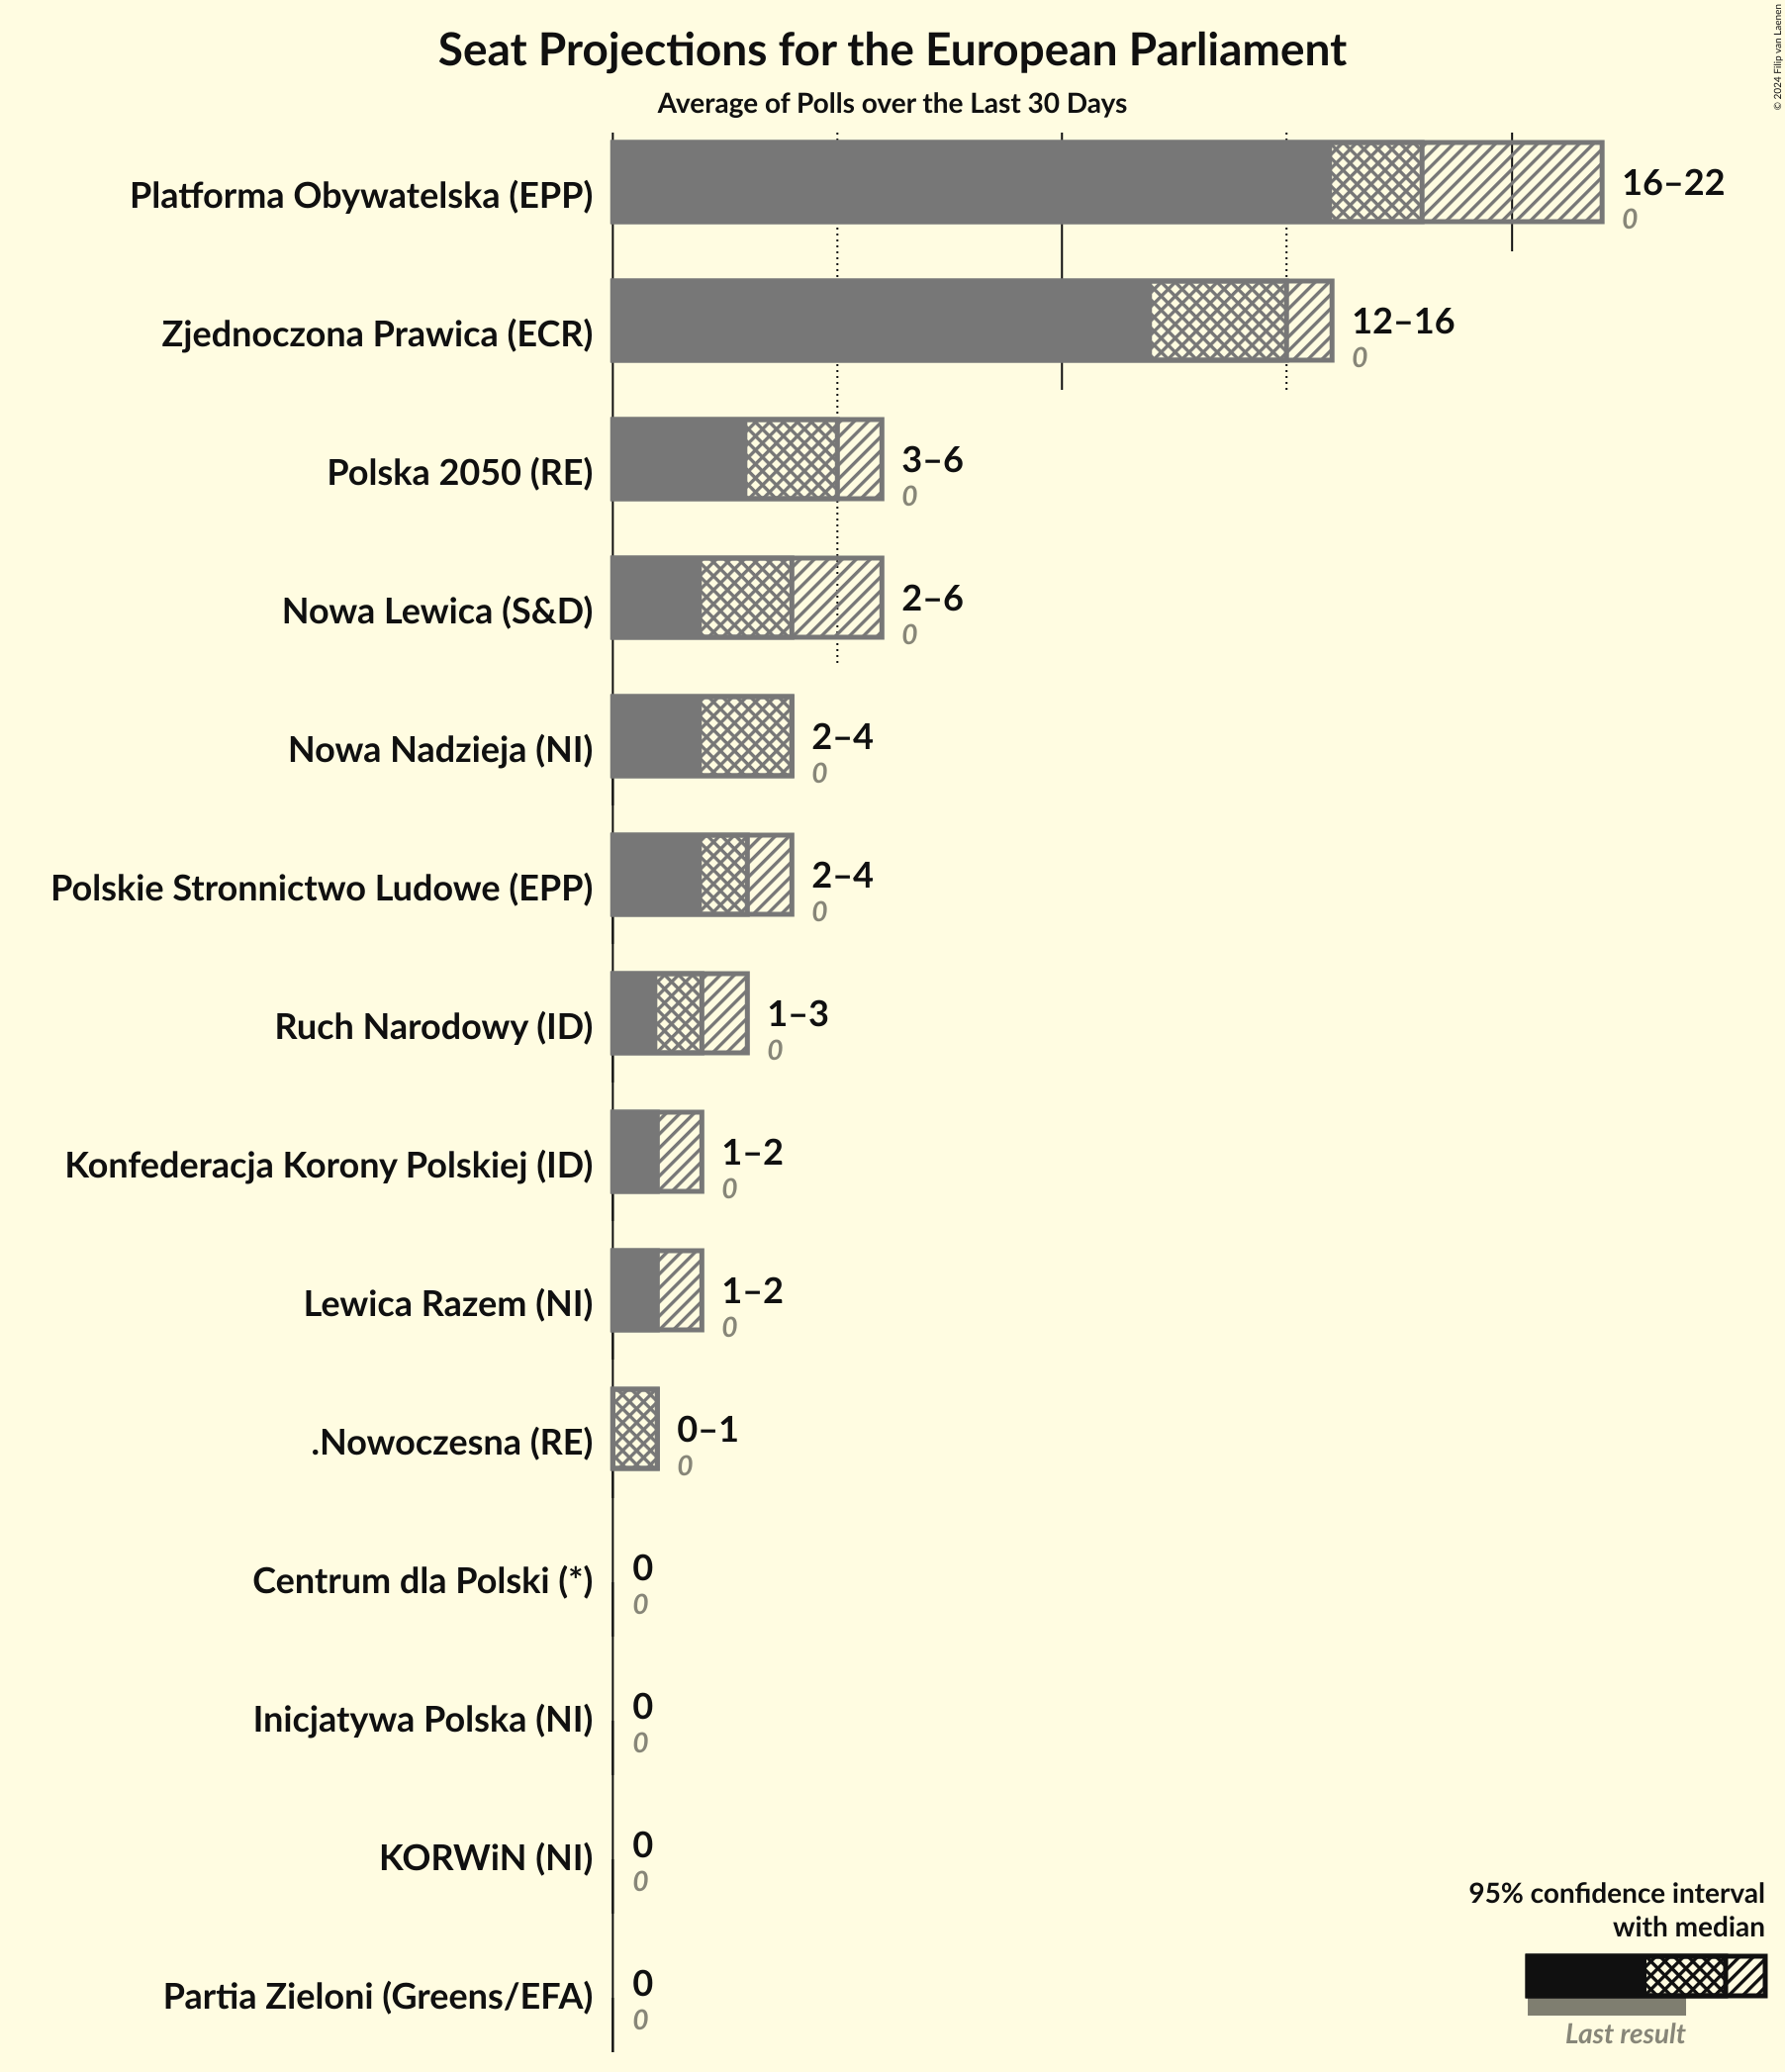 Seat Projections for the European Parliament
Average of Polls over the Last 30 Days
© 2024 Filip van Laenen
Platforma Obywatelska (EPP)
16–22
0
Zjednoczona Prawica (ECR)
12–16
0
Polska 2050 (RE)
3–6
0
Nowa Lewica (S&D)
2–6
0
Nowa Nadzieja (NI)
2–4
0
Polskie Stronnictwo Ludowe (EPP)
2–4
0
Ruch Narodowy (ID)
1–3
0
Konfederacja Korony Polskiej (ID)
1–2
0
Lewica Razem (NI)
1–2
0
.Nowoczesna (RE)
0–1
0
Centrum dla Polski (*)
0
0
Inicjatywa Polska (NI)
0
0
KORWiN (NI)
0
0
Partia Zieloni (Greens/EFA)
0
0
95% confidence interval
with median
Last result